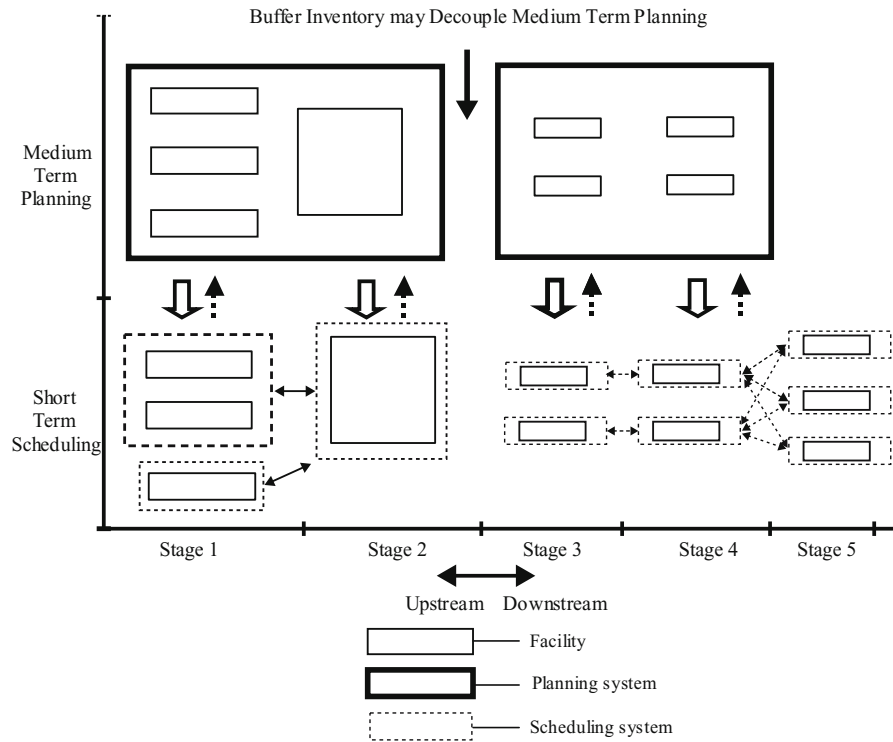 Buffer Inventory may Decouple Medium Term Planning
Medium
Term
Planning
Short
Term
Scheduling
Stage 1
Stage 2
Stage 3
Stage 4
Stage 5
Upstream
Downstream
Facility
Planning system
Scheduling system